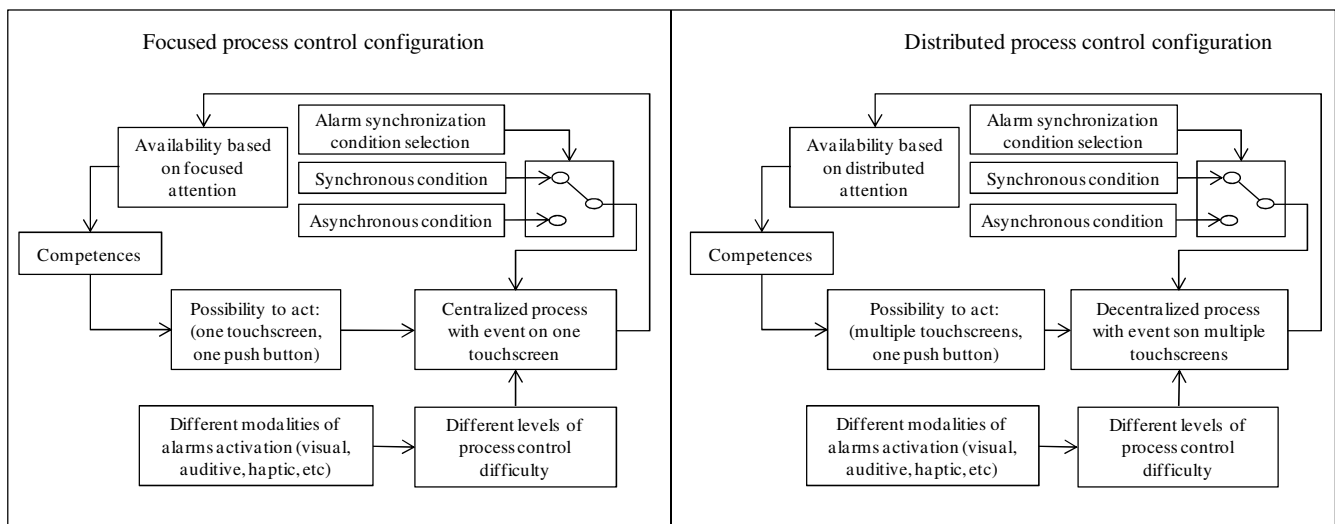 Focused process control configuration
Alarm synchronization
condition selection
Availability based
on focused
attention
Synchronous condition
Asynchronous condition
Competences
Possibility to act:
(one touchscreen,
one push button)
Centralized process
with event on one
touchscreen
Different modalities of
alarms activation (visual,
auditive, haptic, etc)
Different levels of
process control
difficulty
Distributed process control configuration
Alarm synchronization
condition selection
Availability based
on distributed
attention
Synchronous condition
Asynchronous condition
Competences
Possibility to act:
(multiple touchscreens,
one push button)
Decentralized process
with event son multiple
touchscreens
Different modalities of
alarms activation (visual,
auditive, haptic, etc)
Different levels of
process control
difficulty